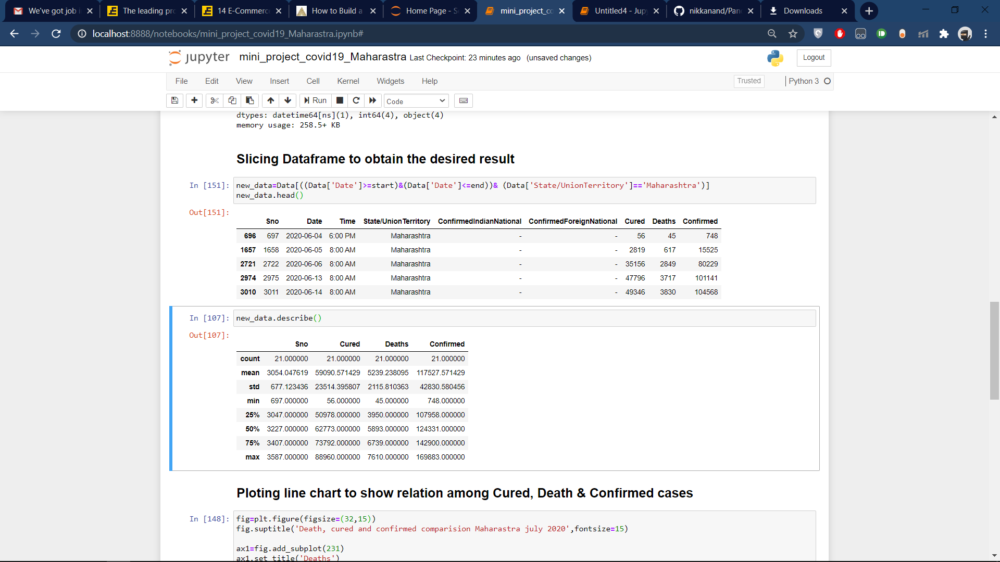 We've got job
The leading pr
14 E-Commerc
How to Build a
Home Page - S
mini_project_co
Untitled4 - Jup
nikkanand/Pan
Downloads
localhost:8888/notebooks/mini_project_covid19_Maharastra.ipynb#
jupyter mini_project_covid19_Maharastra Last Checkpoint: 23 minutes ago (unsaved changes) Logout
File Edit View Insert Cell Kernel Widgets Help Trusted Python 3
Run Code
dtypes: datetime64[ns](1), int64(4), object(4)
memory usage: 258.5+ KB
Slicing Dataframe to obtain the desired result
In [151]: new_data=Data[((Data['Date']>=start)&(Data['Date']<=end))& (Data['State/UnionTerritory']=='Maharashtra')]
new_data.head()
Out[151]:
Sno Date Time State/UnionTerritory ConfirmedIndianNational ConfirmedForeignNational Cured Deaths Confirmed
696 697 2020-06-04 6:00 PM Maharashtra - - 56 45 748
1657 1658 2020-06-05 8:00 AM Maharashtra - - 2819 617 15525
2721 2722 2020-06-06 8:00 AM Maharashtra - - 35156 2849 80229
2974 2975 2020-06-13 8:00 AM Maharashtra - - 47796 3717 101141
3010 3011 2020-06-14 8:00 AM Maharashtra - - 49346 3830 104568
In [107]: new_data.describe()
Out[107]:
Sno Cured Deaths Confirmed
count 21.000000 21.000000 21.000000 21.000000
mean 3054.047619 59090.571429 5239.238095 117527.571429
std 677.123436 23514.395807 2115.810363 42830.580456
min 697.000000 56.000000 45.000000 748.000000
25% 3047.000000 50978.000000 3950.000000 107958.000000
50% 3227.000000 62773.000000 5893.000000 124331.000000
75% 3407.000000 73792.000000 6739.000000 142900.000000
max 3587.000000 88960.000000 7610.000000 169883.000000
Ploting line chart to show relation among Cured, Death & Confirmed cases
In [148]: fig=plt.figure(figsize=(32,15))
fig.suptitle('Death, cured and confirmed comparision Maharastra july 2020',fontsize=15)
ax1=fig.add_subplot(231)
ax1.set_title('Deaths')